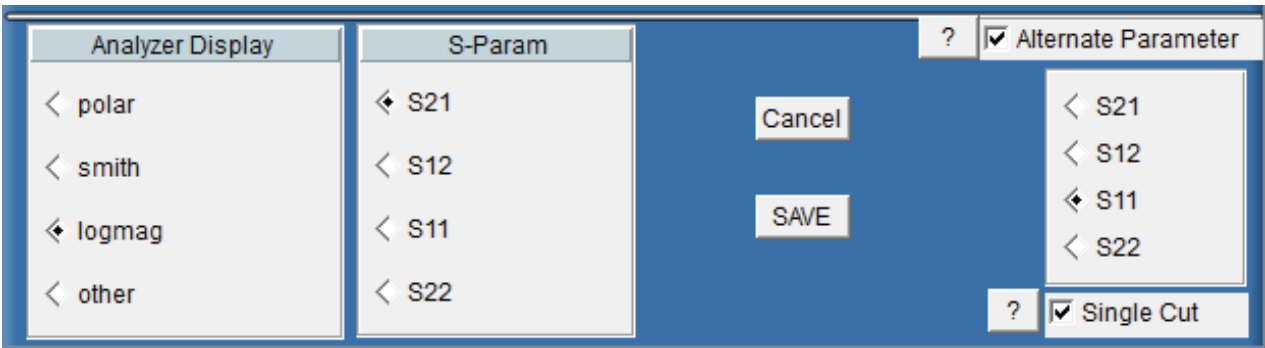 Analyzer Display
polar
smith
logmag
other
S-Param
S21
S12
S11
S22
Cancel
SAVE
? Alternate Parameter
S21
S12
S11
S22
? Single Cut